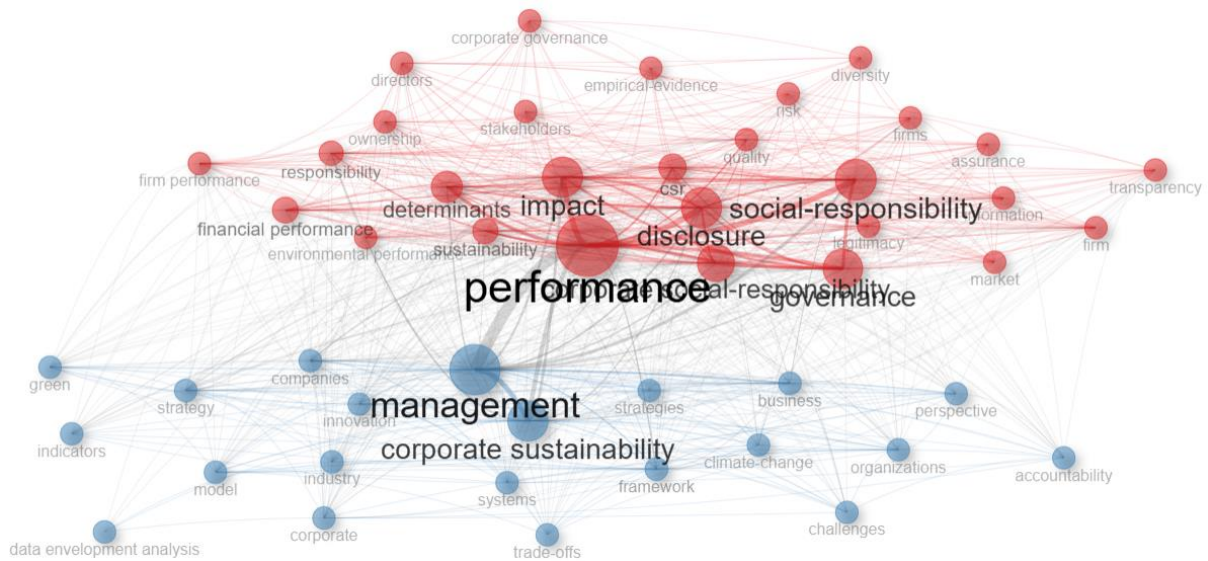 corporate governance
directors
empirical-evidence
diversity
risk
ownership
stakeholders
firms
quality
assurance
firm performance
responsibility
csr
transparency
determinants
impact
social-responsibility
financial performance
disclosure
legitimacy
firm
environmental performance
sustainability
market
performance
corporate social-responsibility
governance
green
companies
strategy
innovation
management
strategies
business
perspective
indicators
corporate sustainability
climate-change
organizations
accountability
model
industry
systems
framework
data envelopment analysis
corporate
trade-offs
challenges